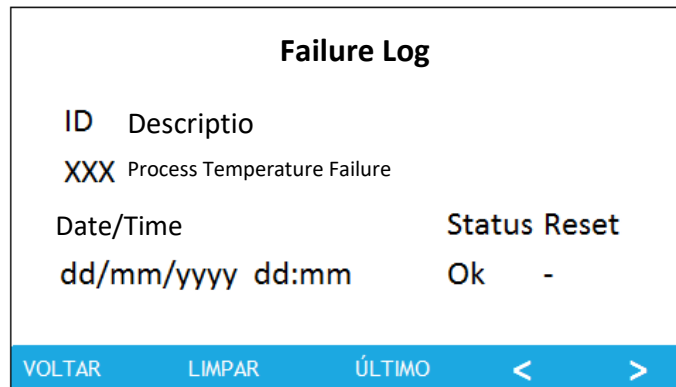 Failure Log
ID Descriptio
XXX Process Temperature Failure
Date/Time Status Reset
dd/mm/yyyy dd:mm Ok -
VOLTAR LIMPAR ÚLTIMO < >